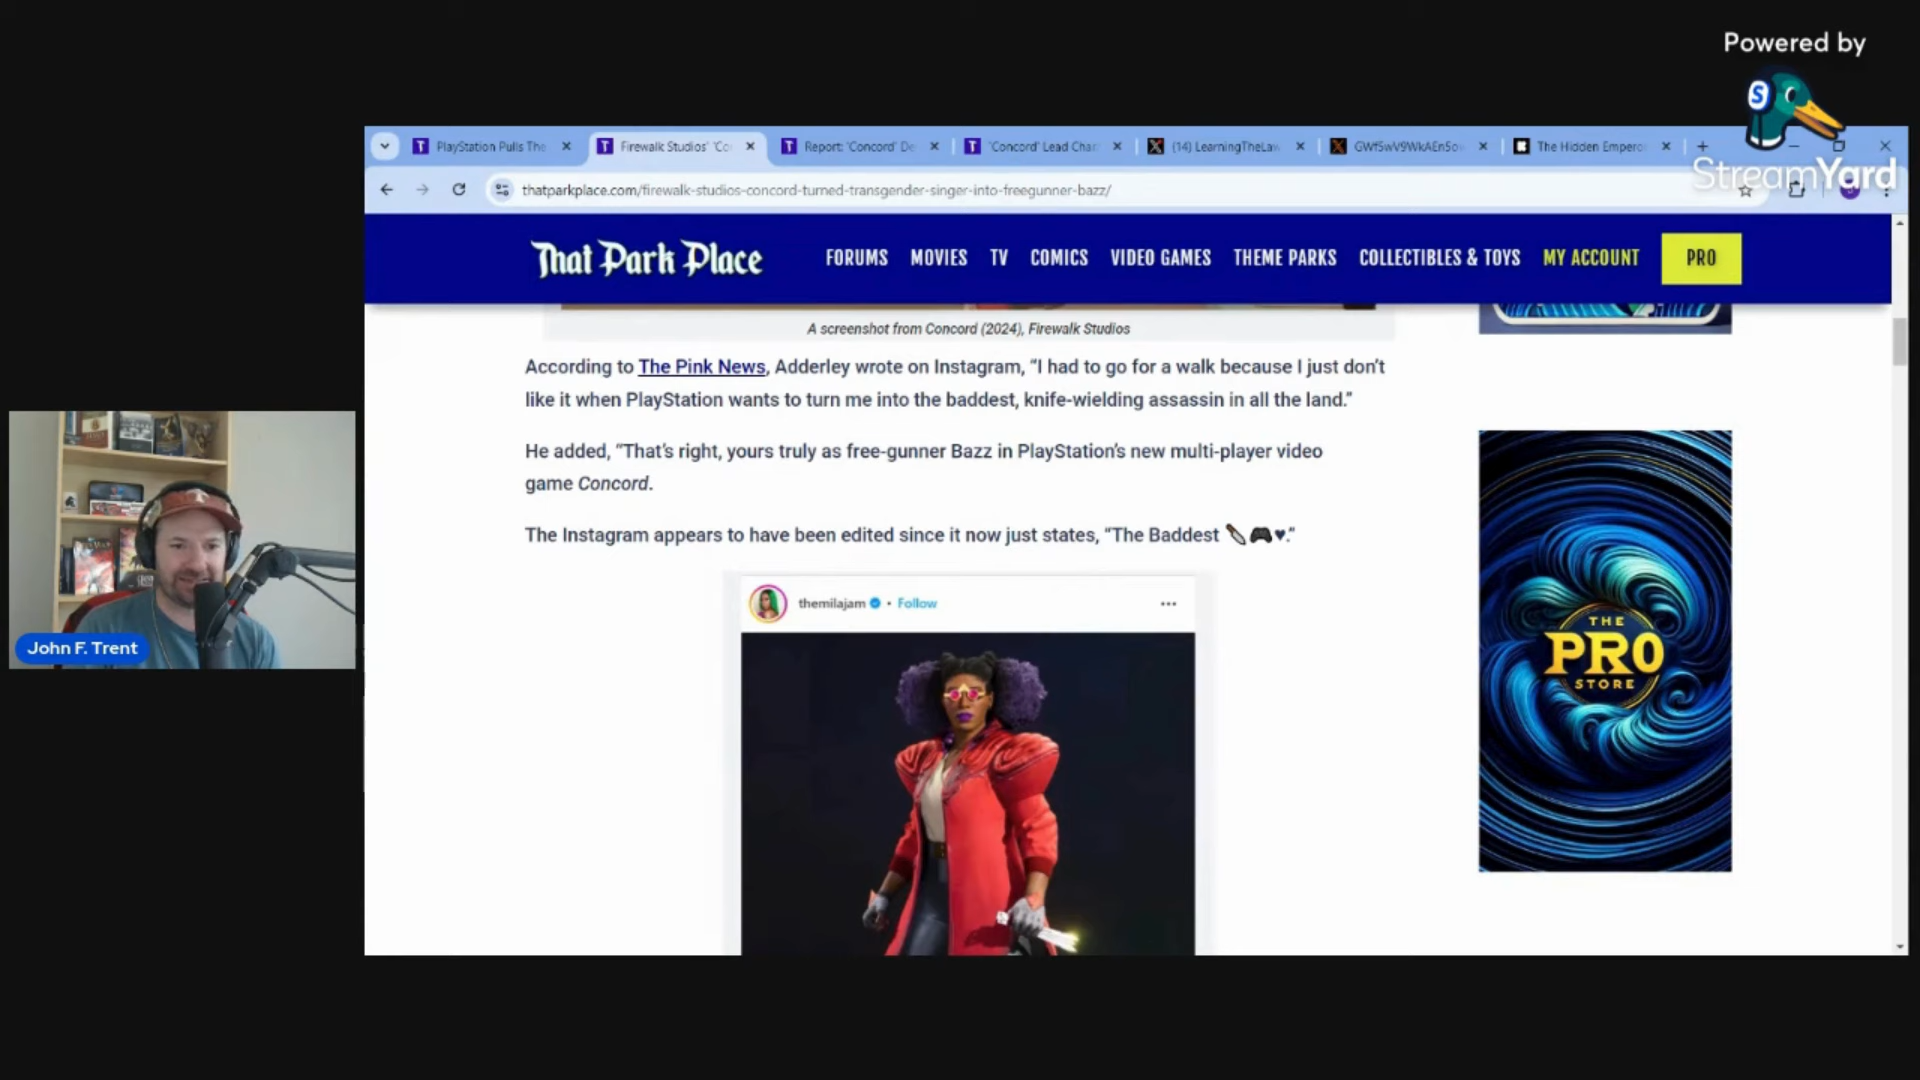 Powered by
S
StreamYard
PlayStation Pulls The
Firewalk Studios' 'Co
Report: 'Concord' De
'Concord' Lead Char
(14) LearningTheLaw
The Hidden Empero
thatparkplace.com/firewalk-studios-concord-turned-transgender-singer-into-freegunner-bazz/
That Park Place
FORUMS MOVIES TV COMICS VIDEO GAMES THEME PARKS COLLECTIBLES & TOYS MY ACCOUNT PRO
A screenshot from Concord (2024), Firewalk Studios
According to The Pink News, Adderley wrote on Instagram, “I had to go for a walk because I just don’t
like it when PlayStation wants to turn me into the baddest, knife-wielding assassin in all the land.”
He added, “That’s right, yours truly as free-gunner Bazz in PlayStation’s new multi-player video
game Concord.
The Instagram appears to have been edited since it now just states, “The Baddest 🔪🎮♥️.”
themilajam • Follow
THE
PRO
STORE
John F. Trent